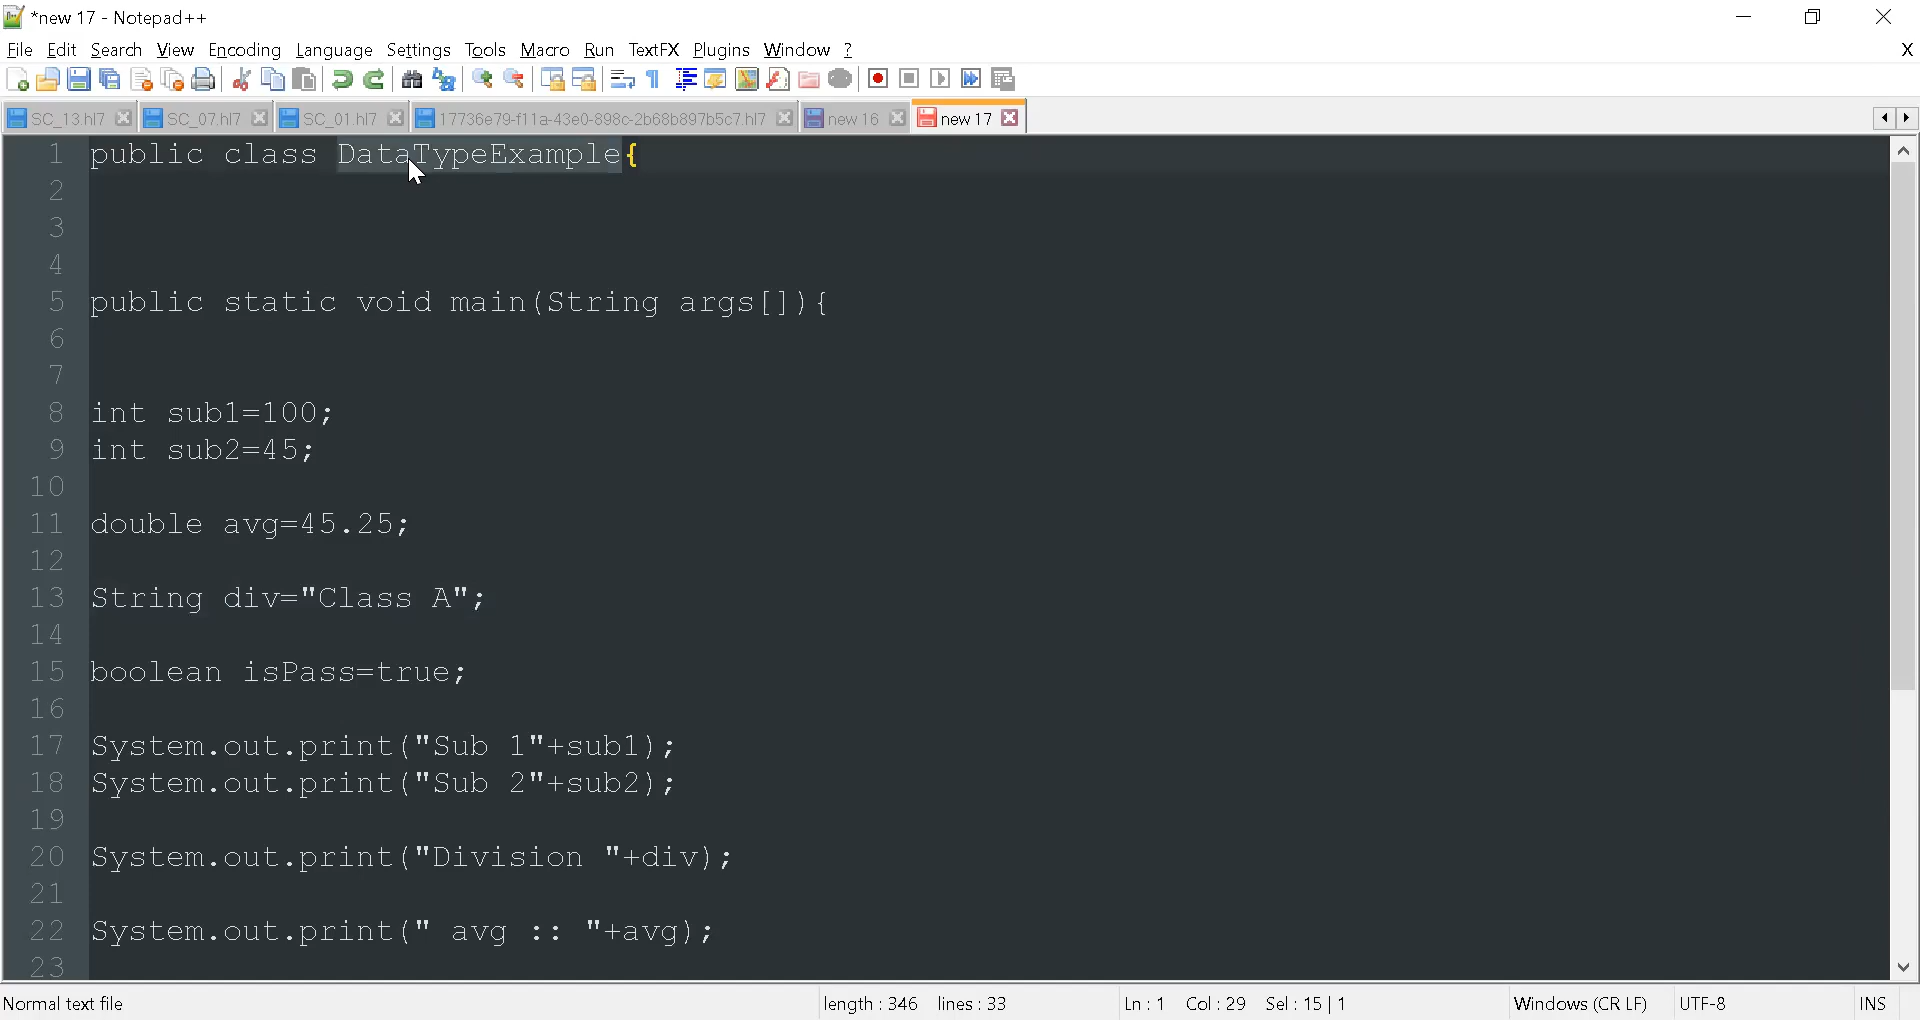 *new 17 - Notepad++
File Edit Search View Encoding Language Settings Tools Macro Run TextFX Plugins Window ? X
SC_13.hl7 SC_07.hl7 SC_01.hl7 17736e79-f11a-43e0-898c-2b68b897b5c7.hl7 new 16 new 17
1 public class DataTypeExample{
2
3
4
5 public static void main(String args[]){
6
7
8 int sub1=100;
9 int sub2=45;
10
11 double avg=45.25;
12
13 String div="Class A";
14
15 boolean isPass=true;
16
17 System.out.print("Sub 1"+sub1);
18 System.out.print("Sub 2"+sub2);
19
20 System.out.print("Division "+div);
21
22 System.out.print(" avg :: "+avg);
23
Normal text file length : 346 lines : 33 Ln : 1 Col : 29 Sel : 15 | 1 Windows (CR LF) UTF-8 INS